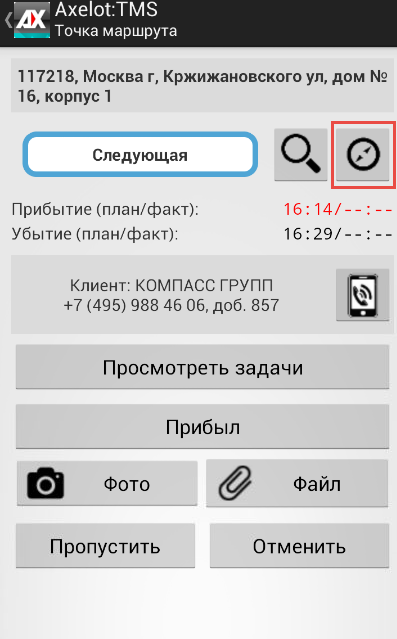 AX
Axelot:TMS
Точка маршрута
117218, Москва г, Кржижановского ул, дом №
16, корпус 1
Следующая
Прибытие (план/факт): 16:14/--:--
Убытие (план/факт): 16:29/--:--
Клиент: КОМПАСС ГРУПП
+7 (495) 988 46 06, доб. 857
Просмотреть задачи
Прибыл
Фото Файл
Пропустить Отменить